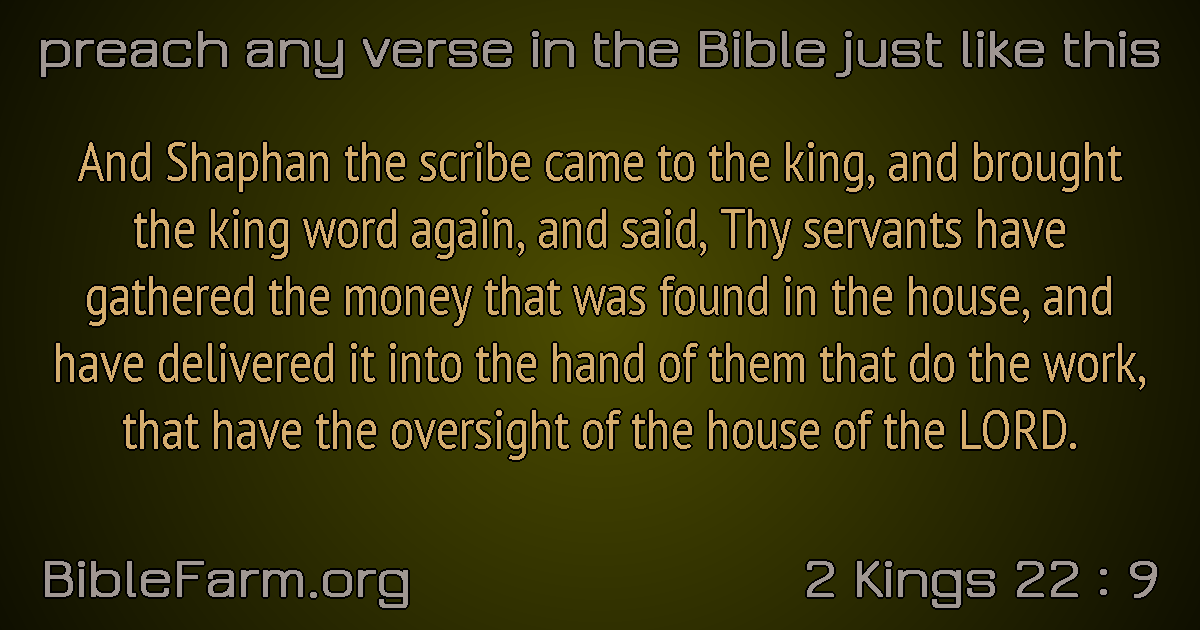 preach any verse in the Bible just like this
And Shaphan the scribe came to the king, and brought
the king word again, and said, Thy servants have
gathered the money that was found in the house, and
have delivered it into the hand of them that do the work,
that have the oversight of the house of the LORD.
BibleFarm.org
2 Kings 22 : 9